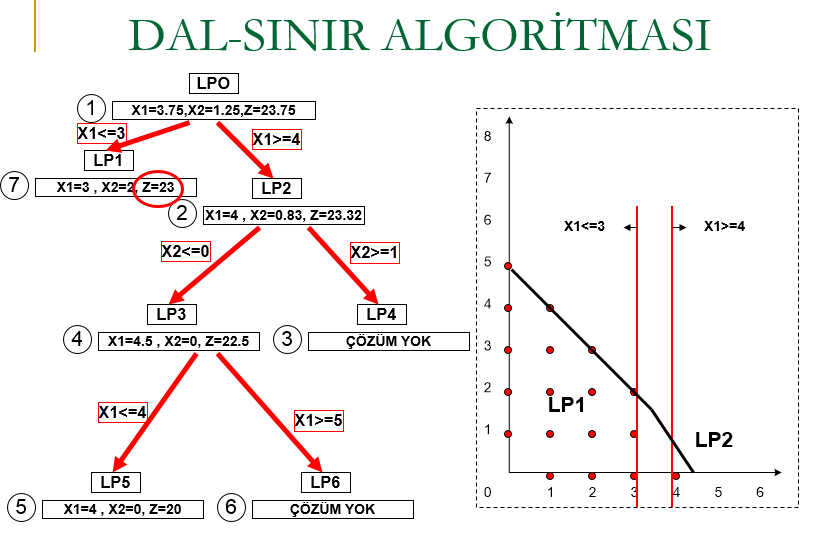 DAL-SINIR ALGORİTMASI
LPO
1
X1=3.75,X2=1.25,Z=23.75
X1<=3
X1>=4
LP1
LP2
7
X1=3 , X2=2, Z=23
2
X1=4 , X2=0.83, Z=23.32
X2<=0
X2>=1
LP3
LP4
4
X1=4.5 , X2=0, Z=22.5
3
ÇÖZÜM YOK
X1<=4
X1>=5
LP5
LP6
5
X1=4 , X2=0, Z=20
6
ÇÖZÜM YOK
8
7
6
X1<=3
X1>=4
5
4
3
2
LP1
1
LP2
0 1 2 3 4 5 6